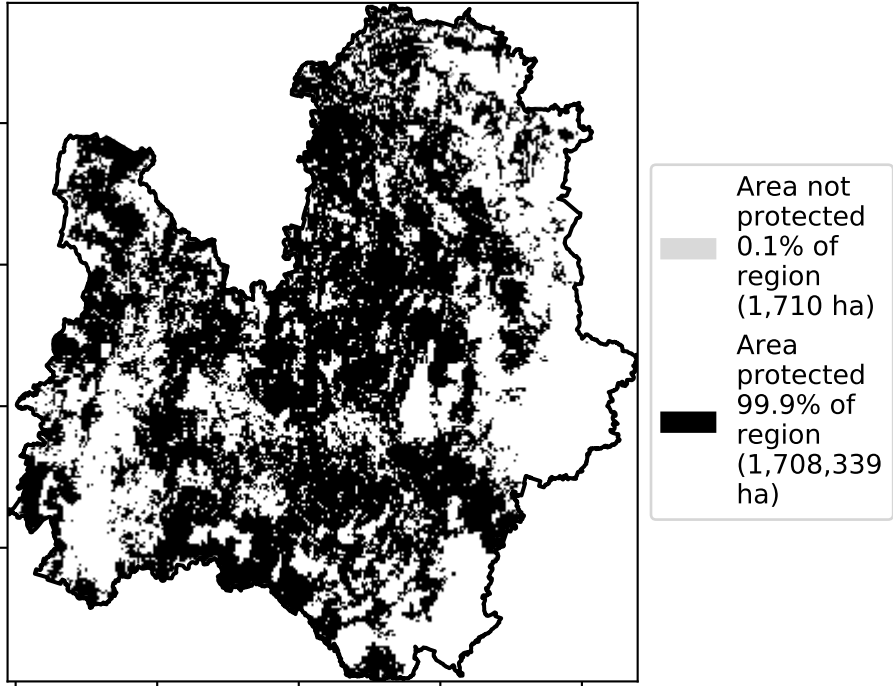 Area not
protected
0.1% of
region
(1,710 ha)
Area
protected
99.9% of
region
(1,708,339
ha)